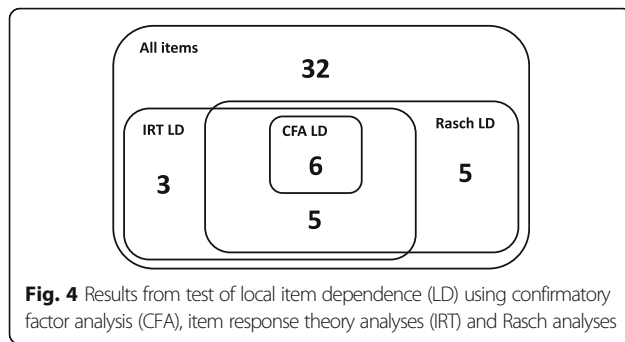 All items
32
IRT LD
CFA LD
Rasch LD
3
6
5
5
Fig. 4 Results from test of local item dependence (LD) using confirmatory
factor analysis (CFA), item response theory analyses (IRT) and Rasch analyses